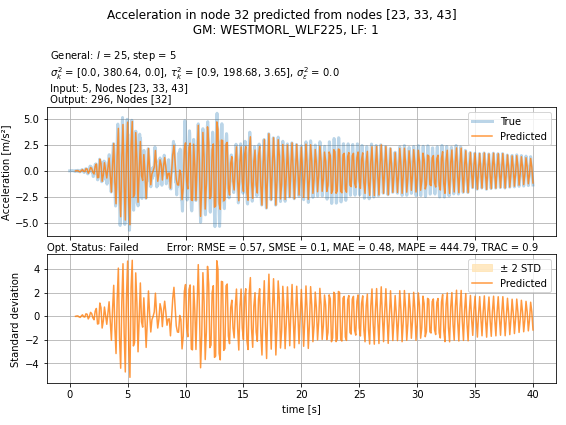 Acceleration in node 32 predicted from nodes [23, 33, 43]
GM: WESTMORL_WLF225, LF: 1
General: l = 25, step = 5
σ²ₖ = [0.0, 380.64, 0.0], τ²ₖ = [0.9, 198.68, 3.65], σ²ₑ = 0.0
Input: 5, Nodes [23, 33, 43]
Output: 296, Nodes [32]
5.0
2.5
0.0
−2.5
−5.0
Acceleration [m/s²]
True
Predicted
Opt. Status: Failed Error: RMSE = 0.57, SMSE = 0.1, MAE = 0.48, MAPE = 444.79, TRAC = 0.9
4
2
0
−2
−4
Standard deviation
± 2 STD
Predicted
0 5 10 15 20 25 30 35 40
time [s]